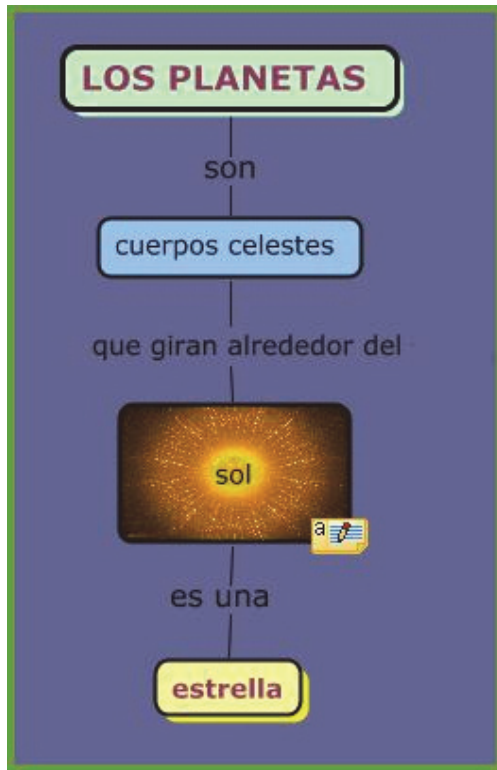 LOS PLANETAS
son
cuerpos celestes
que giran alrededor del
sol
a
es una
estrella